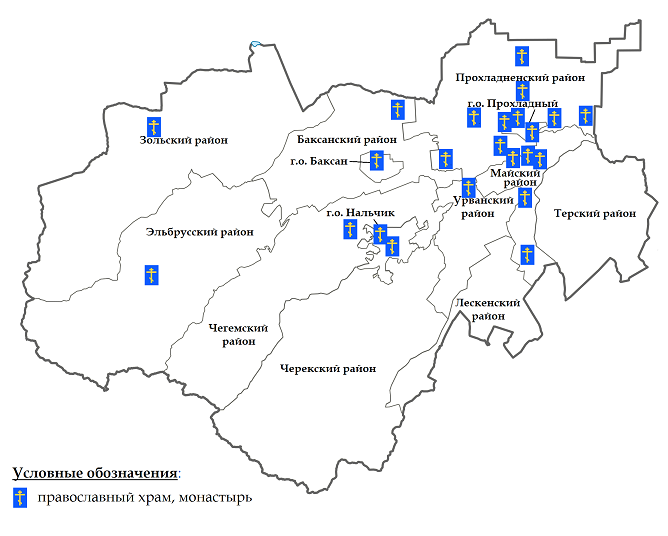 Прохладненский район
г.о. Прохладный
Зольский район
Баксанский район
г.о. Баксан
Майский
район
Урванский
район
Терский район
г.о. Нальчик
Эльбрусский район
Лескенский
район
Чегемский
район
Черекский район
Условные обозначения:
православный храм, монастырь